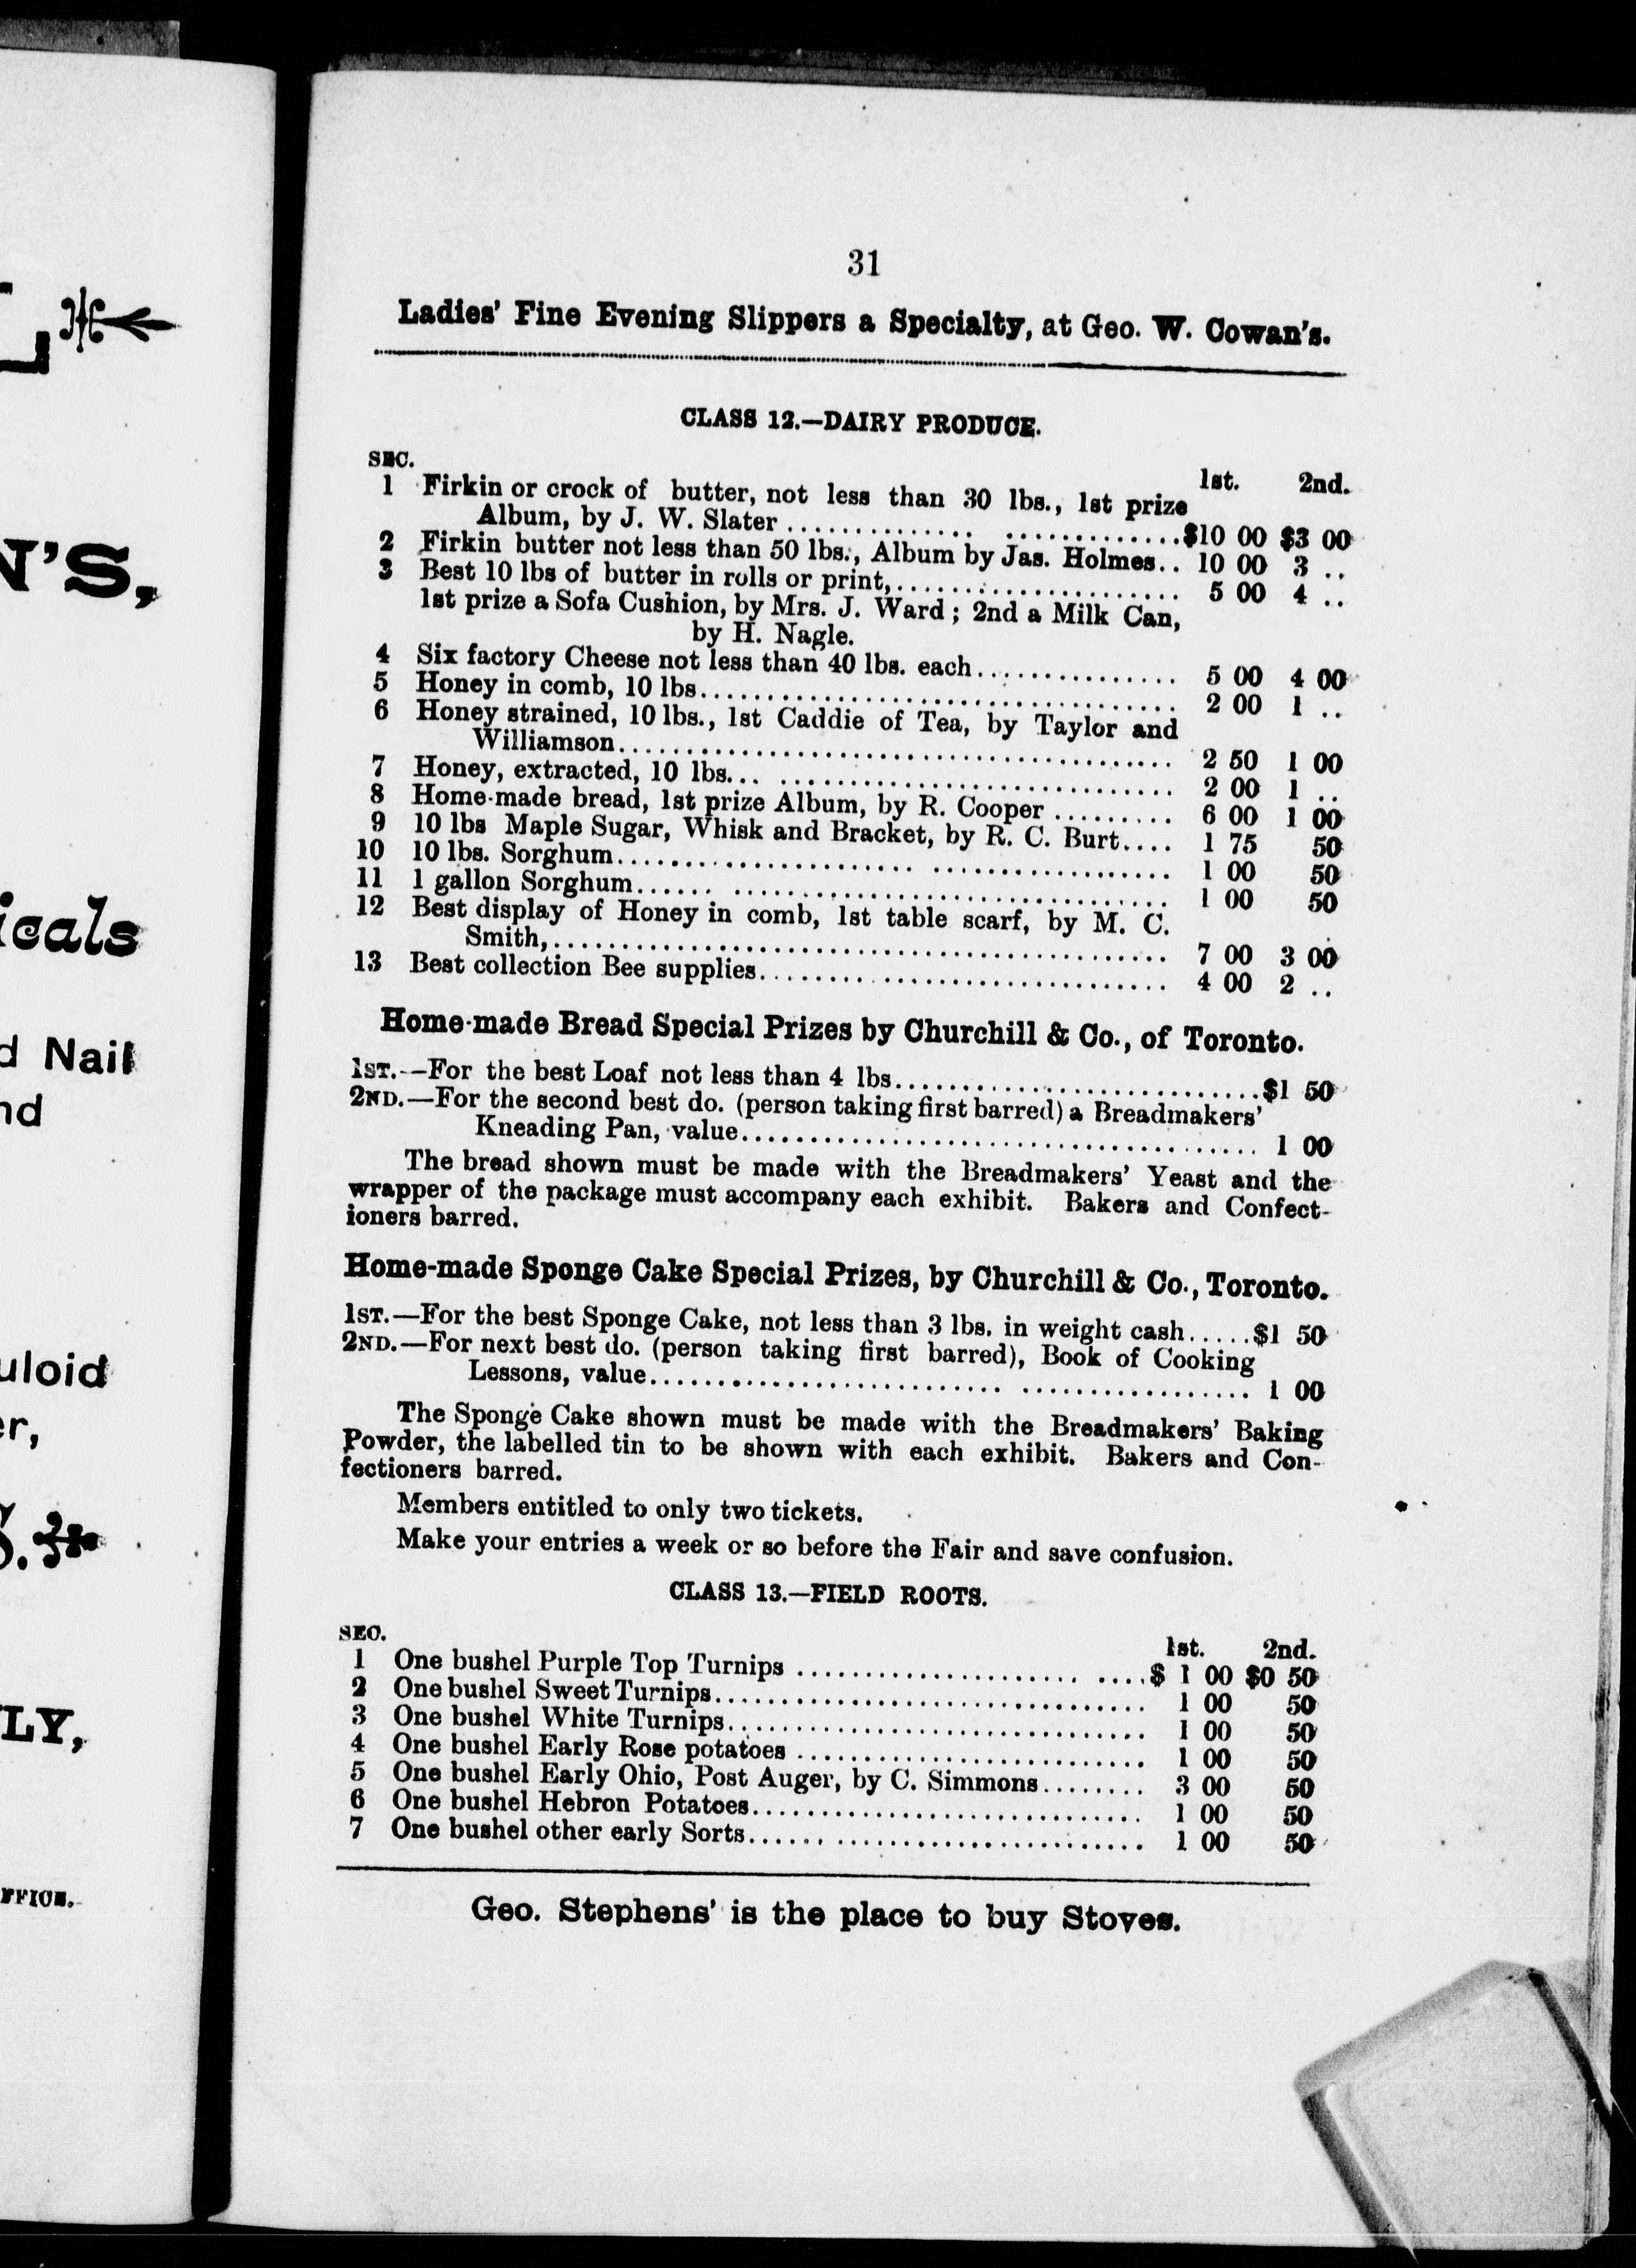 31
Ladies' Fine Evening Slippers a Specialty, at Geo. W. Cowan's.
CLASS 12.—DAIRY PRODUCE.
SEC.
1st. 2nd.
1 Firkin or crock of butter, not less than 30 lbs., 1st prize
Album, by J. W. Slater .............. .............$10 00 $3 00
2 Firkin butter not less than 50 lbs., Album by Jas. Holmes.. 10 00 3 ..
3 Best 10 lbs of butter in rolls or print,...................... 5 00 4 ..
1st prize a Sofa Cushion, by Mrs. J. Ward ; 2nd a Milk Can,
by H. Nagle.
4 Six factory Cheese not less than 40 lbs. each............... 5 00 4 00
5 Honey in comb, 10 lbs................................... 2 00 1 ..
6 Honey strained, 10 lbs., 1st Caddie of Tea, by Taylor and
Williamson......................................... 2 50 1 00
7 Honey, extracted, 10 lbs... ............................. 2 00 1 ..
8 Home-made bread, 1st prize Album, by R. Cooper ......... 6 00 1 00
9 10 lbs Maple Sugar, Whisk and Bracket, by R. C. Burt.... 1 75 50
10 10 lbs. Sorghum...................... .................. 1 00 50
11 1 gallon Sorghum...... ................................ 1 00 50
12 Best display of Honey in comb, 1st table scarf, by M. C.
Smith,............................................. 7 00 3 00
13 Best collection Bee supplies.............................. 4 00 2 ..
Home-made Bread Special Prizes by Churchill & Co., of Toronto.
1ST.—For the best Loaf not less than 4 lbs...........................$1 50
2ND.—For the second best do. (person taking first barred) a Breadmakers'
Kneading Pan, value...................................... 1 00
The bread shown must be made with the Breadmakers' Yeast and the
wrapper of the package must accompany each exhibit. Bakers and Confect-
ioners barred.
Home-made Sponge Cake Special Prizes, by Churchill & Co., Toronto.
1ST.—For the best Sponge Cake, not less than 3 lbs. in weight cash.....$1 50
2ND.—For next best do. (person taking first barred), Book of Cooking
Lessons, value.......................... ................. 1 00
The Sponge Cake shown must be made with the Breadmakers' Baking
Powder, the labelled tin to be shown with each exhibit. Bakers and Con-
fectioners barred.
Members entitled to only two tickets.
Make your entries a week or so before the Fair and save confusion.
CLASS 13.—FIELD ROOTS.
SEC.
1st. 2nd.
1 One bushel Purple Top Turnips ..................... ....$ 1 00 $0 50
2 One bushel Sweet Turnips................................ 1 00 50
3 One bushel White Turnips............................... 1 00 50
4 One bushel Early Rose potatoes .......................... 1 00 50
5 One bushel Early Ohio, Post Auger, by C. Simmons........ 3 00 50
6 One bushel Hebron Potatoes............................. 1 00 50
7 One bushel other early Sorts...... ....................... 1 00 50
Geo. Stephens' is the place to buy Stoves.
N'S,
icals
d Nail
nd
uloid
er,
S.
LY,
FFICE.